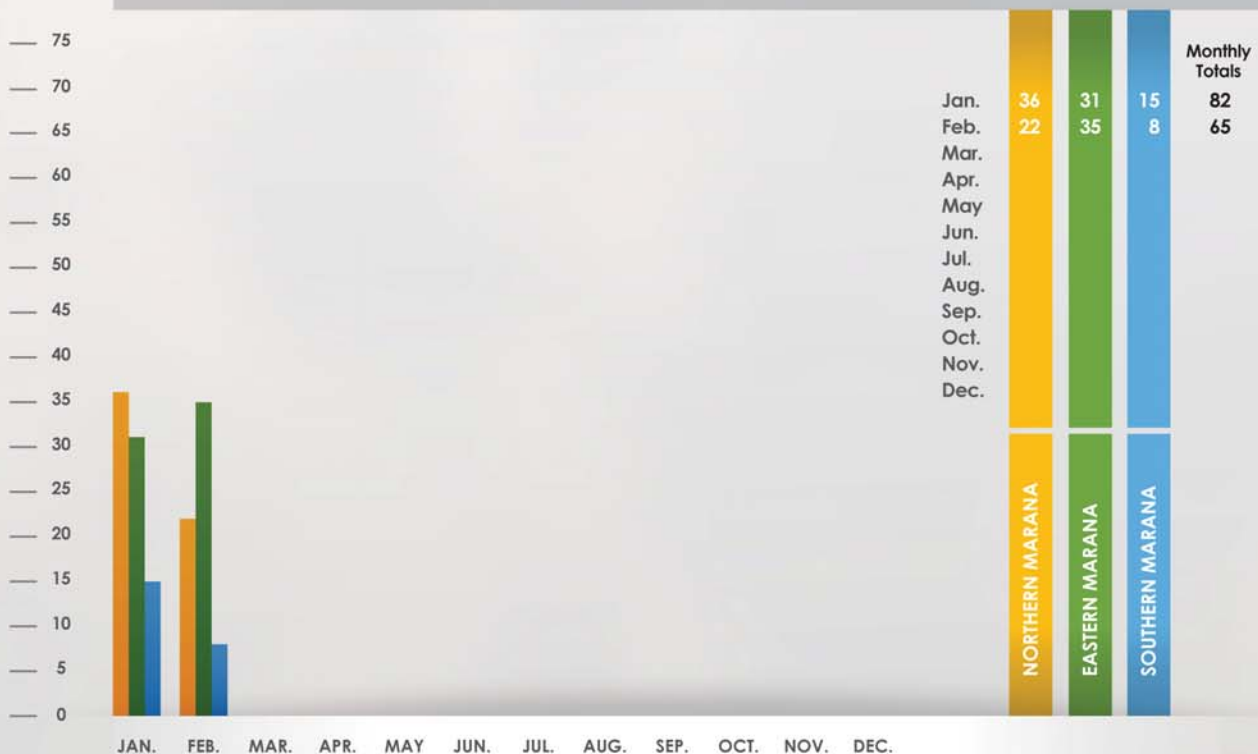 75
70
65
60
55
50
45
40
35
30
25
20
15
10
5
0
JAN. FEB. MAR. APR. MAY JUN. JUL. AUG. SEP. OCT. NOV. DEC.
Monthly
Totals
Jan. 36 31 15 82
Feb. 22 35 8 65
Mar.
Apr.
May
Jun.
Jul.
Aug.
Sep.
Oct.
Nov.
Dec.
NORTHERN MARANA
EASTERN MARANA
SOUTHERN MARANA